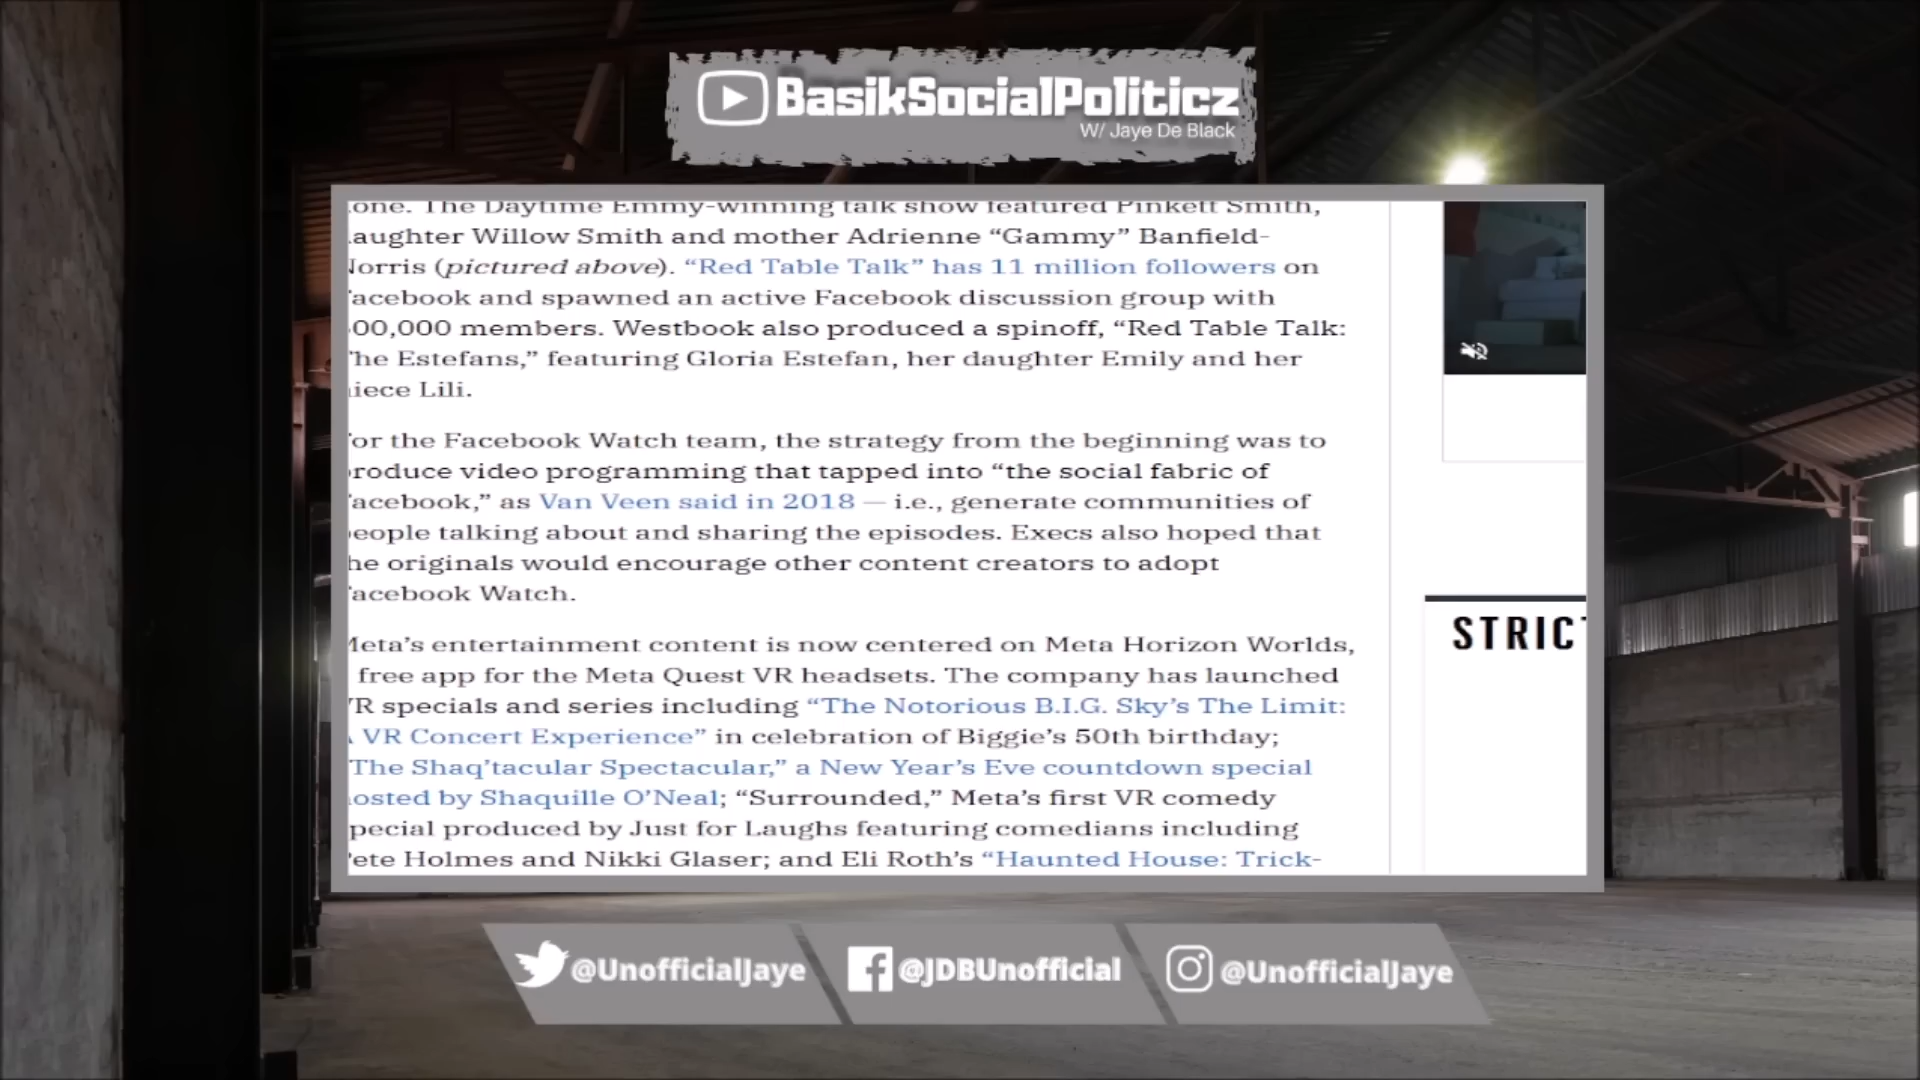 BasikSocialPoliticz
W/ Jaye De Black
The Daytime Emmy-winning talk show featured Pinkett Smith,
Willow Smith and mother Adrienne “Gammy” Banfield-
(pictured above). “Red Table Talk” has 11 million followers on
acebook and spawned an active Facebook discussion group with
00,000 members. Westbook also produced a spinoff, “Red Table Talk:
he Estefans,” featuring Gloria Estefan, her daughter Emily and her
iece Lili.
or the Facebook Watch team, the strategy from the beginning was to
roduce video programming that tapped into “the social fabric of
acebook,” as Van Veen said in 2018 — i.e., generate communities of
eople talking about and sharing the episodes. Execs also hoped that
he originals would encourage other content creators to adopt
acebook Watch.
Meta’s entertainment content is now centered on Meta Horizon Worlds,
free app for the Meta Quest VR headsets. The company has launched
VR specials and series including “The Notorious B.I.G. Sky’s The Limit:
VR Concert Experience” in celebration of Biggie’s 50th birthday;
“The Shaq’tacular Spectacular,” a New Year’s Eve countdown special
osted by Shaquille O’Neal; “Surrounded,” Meta’s first VR comedy
pecial produced by Just for Laughs featuring comedians including
ete Holmes and Nikki Glaser; and Eli Roth’s “Haunted House: Trick-
STRICT
@UnofficialJaye
@JDBUnofficial
@UnofficialJaye